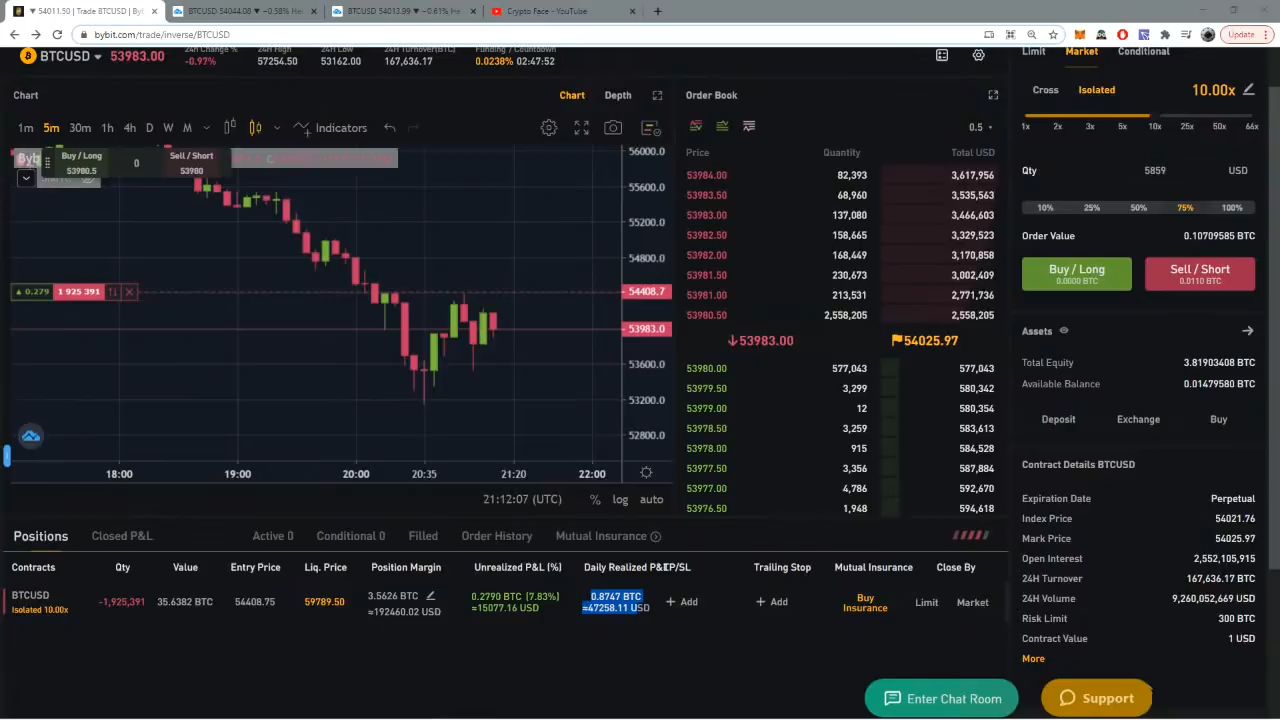 54011.50 | Trade BTCUSD | Byb
BTCUSD 54044.08 ▼ −0.58%
BTCUSD 54013.99 ▼ −0.61%
Crypto Face - YouTube
bybit.com/trade/inverse/BTCUSD
Update
BTCUSD 53983.00
24H Change %
-0.97%
24H High
57254.50
24H Low
53162.00
24H Turnover(BTC)
167,636.17
Funding / Countdown
0.0238% 02:47:52
Chart
Chart Depth
1m 5m 30m 1h 4h D W M Indicators
Byb
Buy / Long
53980.5
0
Sell / Short
53980
56000.0
55600.0
55200.0
54800.0
0.279 1 925 391
54408.7
53983.0
53600.0
53200.0
52800.0
18:00 19:00 20:00 20:35 21:20 22:00
21:12:07 (UTC) % log auto
Order Book
0.5
Price Quantity Total USD
53984.00 82,393 3,617,956
53983.50 68,960 3,535,563
53983.00 137,080 3,466,603
53982.50 158,665 3,329,523
53982.00 168,449 3,170,858
53981.50 230,673 3,002,409
53981.00 213,531 2,771,736
53980.50 2,558,205 2,558,205
↓53983.00 54025.97
53980.00 577,043 577,043
53979.50 3,299 580,342
53979.00 12 580,354
53978.50 3,259 583,613
53978.00 915 584,528
53977.50 3,356 587,884
53977.00 4,786 592,670
53976.50 1,948 594,618
Limit Market Conditional
Cross Isolated 10.00x
1x 2x 3x 5x 10x 25x 50x 66x
Qty 5859 USD
10% 25% 50% 75% 100%
Order Value 0.10709585 BTC
Buy / Long
0.0000 BTC
Sell / Short
0.0110 BTC
Assets
Total Equity 3.81903408 BTC
Available Balance 0.01479580 BTC
Deposit Exchange Buy
Contract Details BTCUSD
Expiration Date Perpetual
Index Price 54021.76
Mark Price 54025.97
Open Interest 2,552,105,915
24H Turnover 167,636.17 BTC
24H Volume 9,260,052,669 USD
Risk Limit 300 BTC
Contract Value 1 USD
More
Positions Closed P&L Active 0 Conditional 0 Filled Order History Mutual Insurance
Contracts Qty Value Entry Price Liq. Price Position Margin Unrealized P&L (%) Daily Realized P&L TP/SL Trailing Stop Mutual Insurance Close By
BTCUSD
Isolated 10.00x
-1,925,391
35.6382 BTC
54408.75
59789.50
3.5626 BTC
≈192460.02 USD
0.2790 BTC (7.83%)
≈15077.16 USD
0.8747 BTC
≈47258.11 USD
+ Add
+ Add
Buy
Insurance
Limit Market
Enter Chat Room
Support